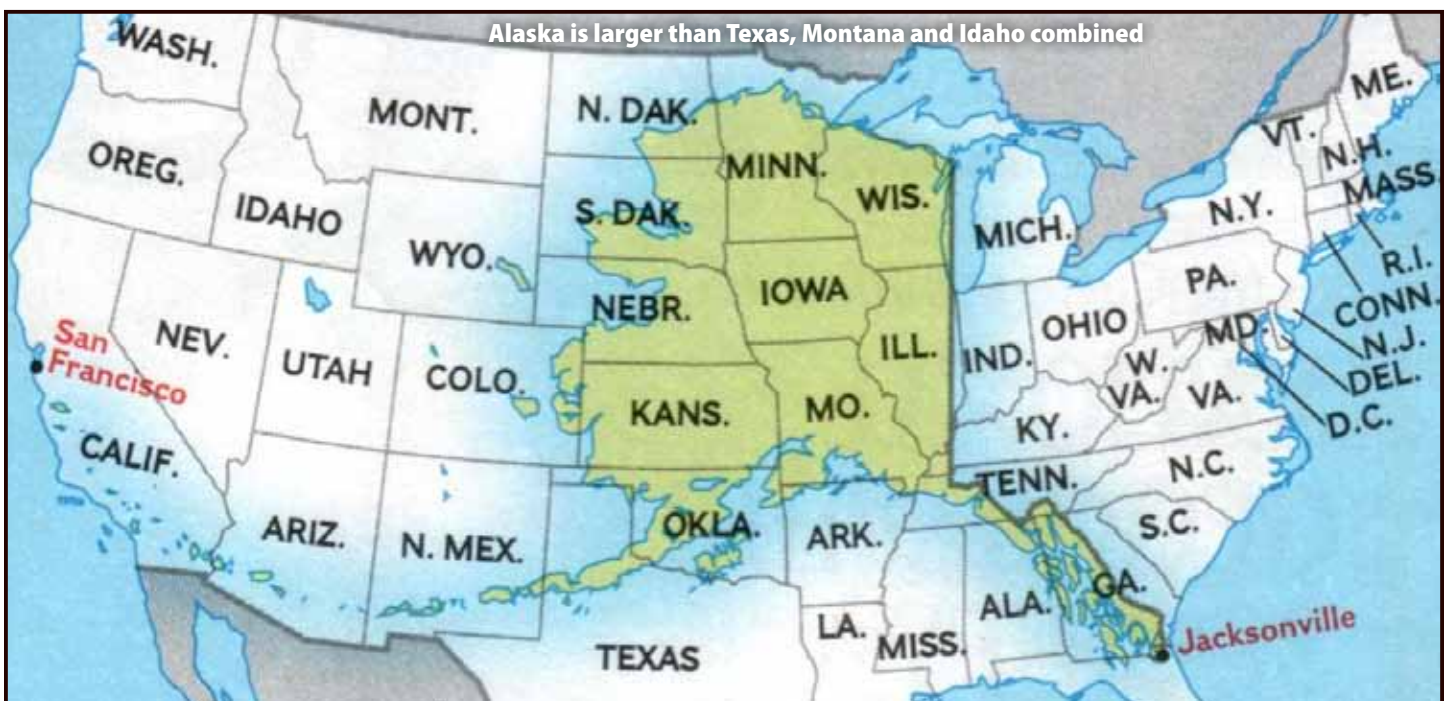 Alaska is larger than Texas, Montana and Idaho combined
WASH.
MONT.
N. DAK.
MINN.
ME.
VT.
N.H.
MASS.
OREG.
IDAHO
S. DAK.
WIS.
MICH.
N.Y.
R.I.
WYO.
NEBR.
IOWA
PA.
CONN.
San
Francisco
NEV.
UTAH
COLO.
KANS.
MO.
ILL.
IND.
OHIO
W.
VA.
MD.
VA.
N.J.
DEL.
D.C.
KY.
CALIF.
ARIZ.
N. MEX.
OKLA.
ARK.
TENN.
N.C.
S.C.
TEXAS
LA.
MISS.
ALA.
GA.
Jacksonville